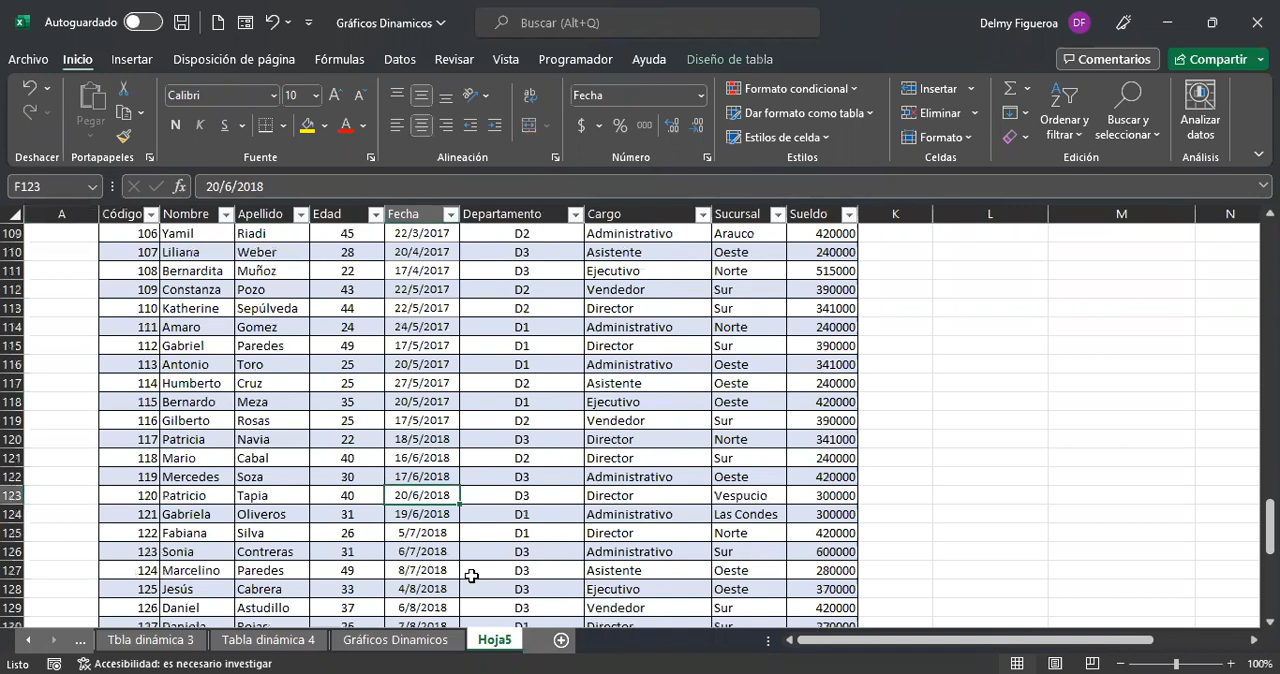 Autoguardado Gráficos Dinamicos Buscar (Alt+Q) Delmy Figueroa DF
Archivo Inicio Insertar Disposición de página Fórmulas Datos Revisar Vista Programador Ayuda Diseño de tabla Comentarios Compartir
Pegar Calibri 10 Fecha Formato condicional Insertar Ordenar y filtrar Buscar y seleccionar Analizar datos
N K S $ % 000 Dar formato como tabla Eliminar
Estilos de celda Formato
Deshacer Portapapeles Fuente Alineación Número Estilos Celdas Edición Análisis
F123 fx 20/6/2018
A Código Nombre Apellido Edad Fecha Departamento Cargo Sucursal Sueldo K L M N
109 106 Yamil Riadi 45 22/3/2017 D2 Administrativo Arauco 420000
110 107 Liliana Weber 28 20/4/2017 D3 Asistente Oeste 240000
111 108 Bernardita Muñoz 22 17/4/2017 D3 Ejecutivo Norte 515000
112 109 Constanza Pozo 43 22/5/2017 D2 Vendedor Sur 390000
113 110 Katherine Sepúlveda 44 22/5/2017 D2 Director Sur 341000
114 111 Amaro Gomez 24 24/5/2017 D1 Administrativo Norte 240000
115 112 Gabriel Paredes 49 17/5/2017 D1 Director Sur 390000
116 113 Antonio Toro 25 20/5/2017 D1 Administrativo Oeste 341000
117 114 Humberto Cruz 25 27/5/2017 D2 Asistente Oeste 240000
118 115 Bernardo Meza 35 20/5/2017 D1 Ejecutivo Oeste 420000
119 116 Gilberto Rosas 25 17/5/2017 D2 Vendedor Sur 420000
120 117 Patricia Navia 22 18/5/2018 D3 Director Norte 341000
121 118 Mario Cabal 40 16/6/2018 D2 Director Sur 240000
122 119 Mercedes Soza 30 17/6/2018 D3 Administrativo Oeste 420000
123 120 Patricio Tapia 40 20/6/2018 D3 Director Vespucio 300000
124 121 Gabriela Oliveros 31 19/6/2018 D1 Administrativo Las Condes 300000
125 122 Fabiana Silva 26 5/7/2018 D1 Director Norte 420000
126 123 Sonia Contreras 31 6/7/2018 D3 Administrativo Sur 600000
127 124 Marcelino Paredes 49 8/7/2018 D3 Asistente Oeste 280000
128 125 Jesús Cabrera 33 4/8/2018 D3 Ejecutivo Oeste 370000
129 126 Daniel Astudillo 37 6/8/2018 D3 Vendedor Sur 420000
... Tbla dinámica 3 Tabla dinámica 4 Gráficos Dinamicos Hoja5
Listo Accesibilidad: es necesario investigar 100%